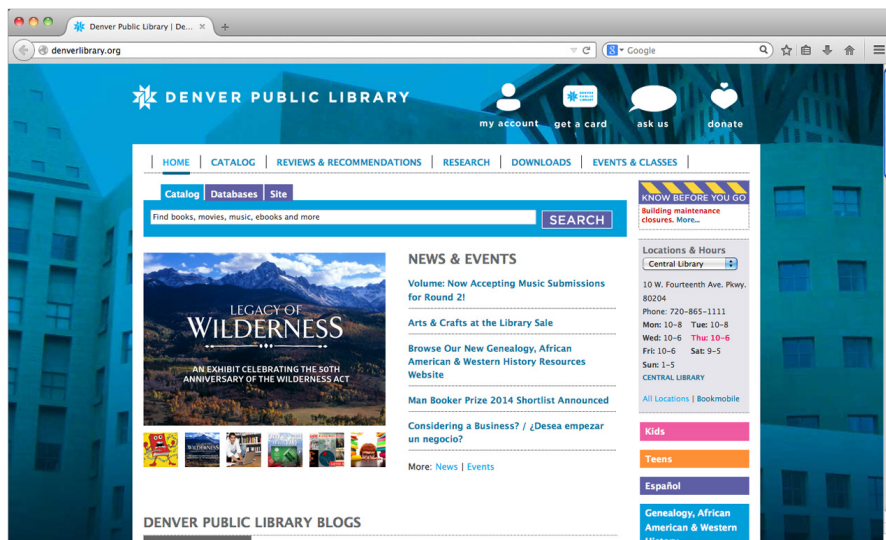 Denver Public Library | De...
denverlibrary.org
Google
DENVER PUBLIC LIBRARY
my account
get a card
ask us
donate
HOME
CATALOG
REVIEWS & RECOMMENDATIONS
RESEARCH
DOWNLOADS
EVENTS & CLASSES
Catalog
Databases
Site
Find books, movies, music, ebooks and more
SEARCH
LEGACY OF
WILDERNESS
AN EXHIBIT CELEBRATING THE 50TH
ANNIVERSARY OF THE WILDERNESS ACT
NEWS & EVENTS
Volume: Now Accepting Music Submissions
for Round 2!
Arts & Crafts at the Library Sale
Browse Our New Genealogy, African
American & Western History Resources
Website
Man Booker Prize 2014 Shortlist Announced
Considering a Business? / ¿Desea empezar
un negocio?
More: News | Events
KNOW BEFORE YOU GO
Building maintenance
closures. More...
Locations & Hours
Central Library
10 W. Fourteenth Ave. Pkwy.
80204
Phone: 720-865-1111
Mon: 10-8 Tue: 10-8
Wed: 10-6 Thu: 10-6
Fri: 10-6 Sat: 9-5
Sun: 1-5
CENTRAL LIBRARY
All Locations | Bookmobile
Kids
Teens
Español
Genealogy, African
American & Western
DENVER PUBLIC LIBRARY BLOGS